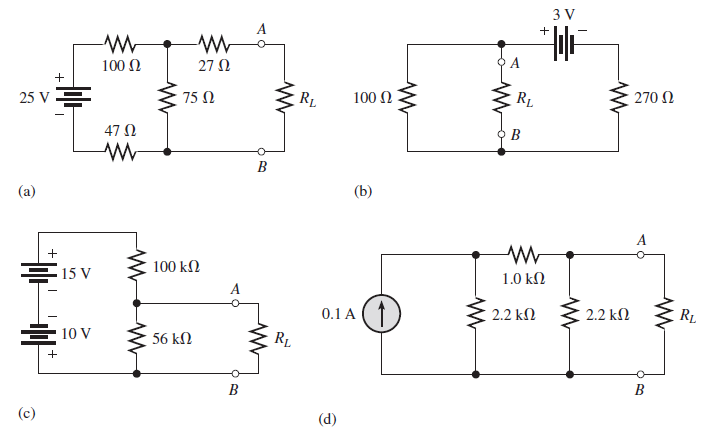 A
100 Ω
27 Ω
+
25 V
−
75 Ω
R_L
47 Ω
B
(a)
3 V
+ −
A
100 Ω
R_L
270 Ω
B
(b)
+
15 V
−
100 kΩ
A
−
10 V
+
56 kΩ
R_L
B
(c)
A
1.0 kΩ
0.1 A
2.2 kΩ
2.2 kΩ
R_L
B
(d)